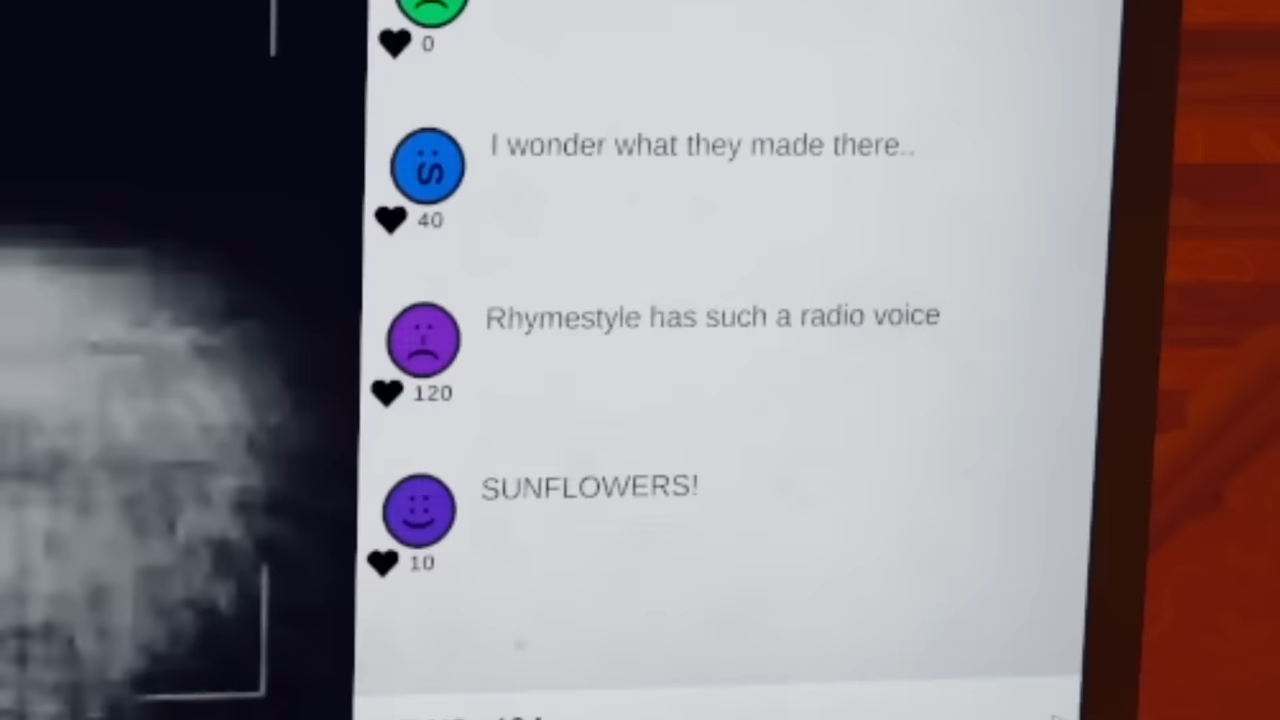 0
I wonder what they made there..
40
Rhymestyle has such a radio voice
120
SUNFLOWERS!
10